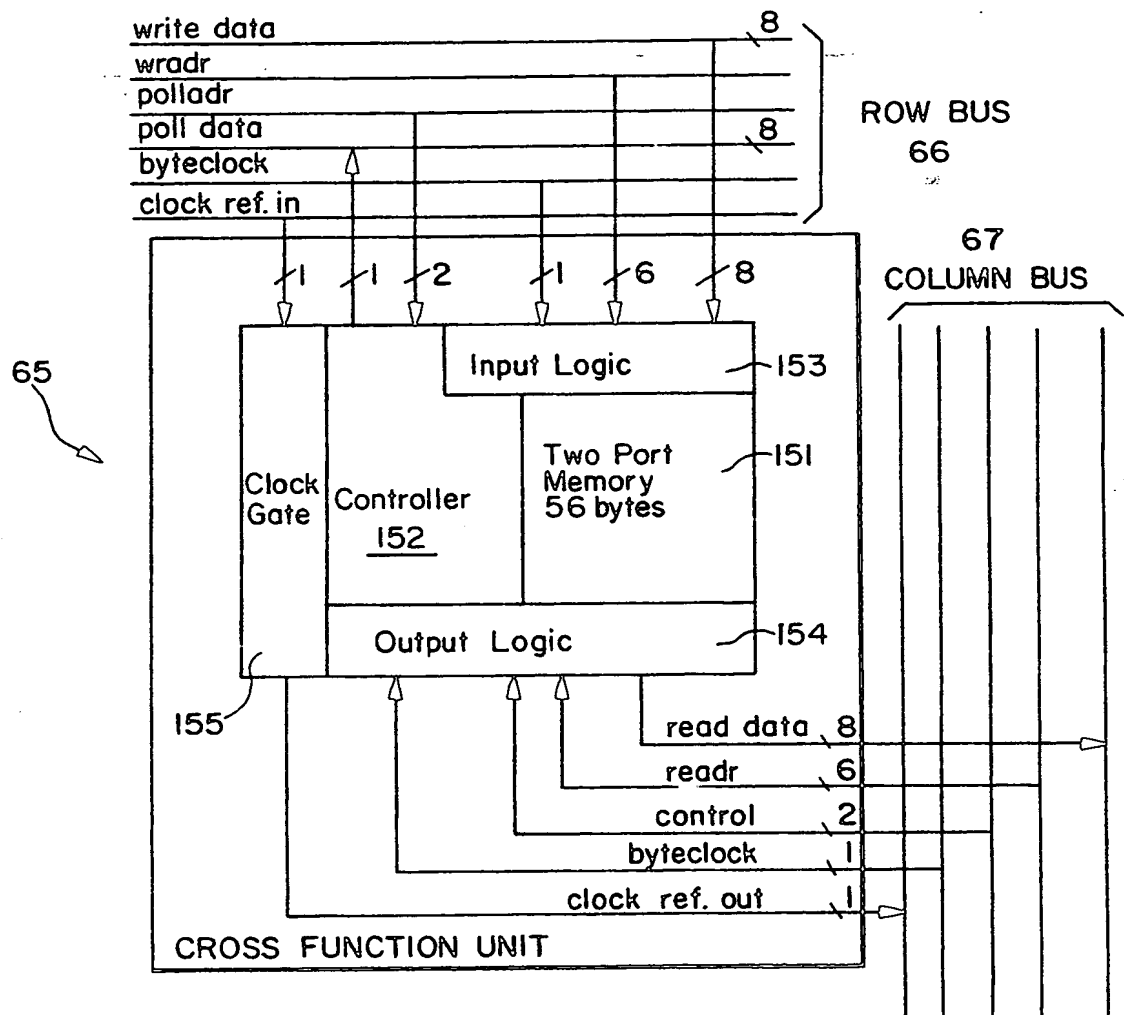 write data 8
wradr
polladr
poll data 8
byteclock
clock ref. in
ROW BUS
66
67
COLUMN BUS
1 1 2 1 6 8
65
Input Logic
153
Two Port
Memory
56 bytes
151
Clock
Gate
Controller
152
Output Logic
154
155
read data 8
readr 6
control 2
byteclock 1
clock ref. out 1
CROSS FUNCTION UNIT